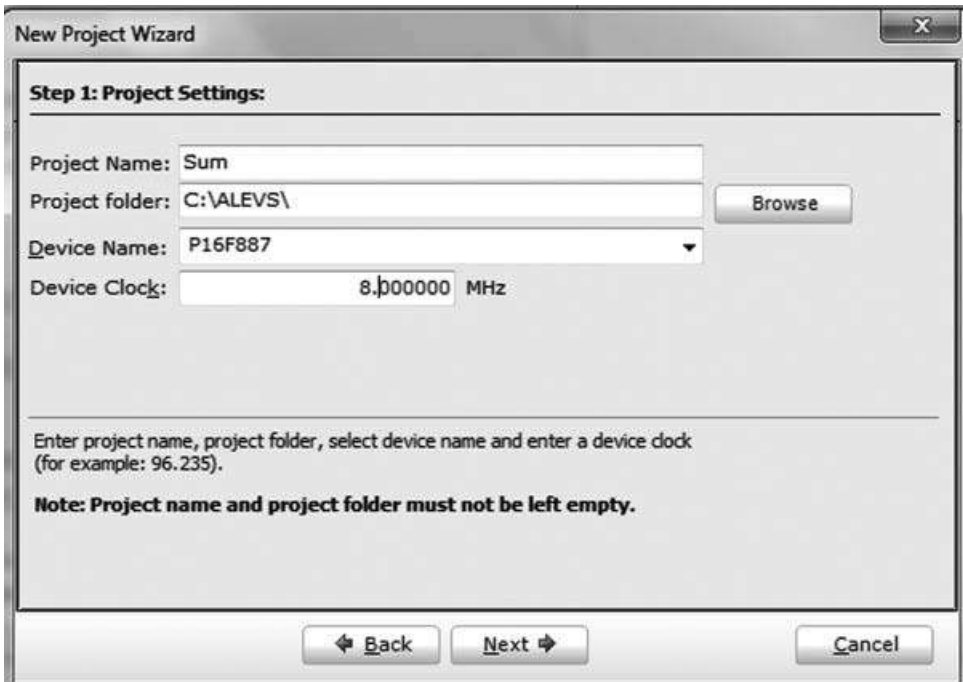 New Project Wizard
X
Step 1: Project Settings:
Project Name: Sum
Project folder: C:\ALEVS\ Browse
Device Name: P16F887
Device Clock: 8.000000 MHz
Enter project name, project folder, select device name and enter a device clock
(for example: 96.235).
Note: Project name and project folder must not be left empty.
Back Next Cancel